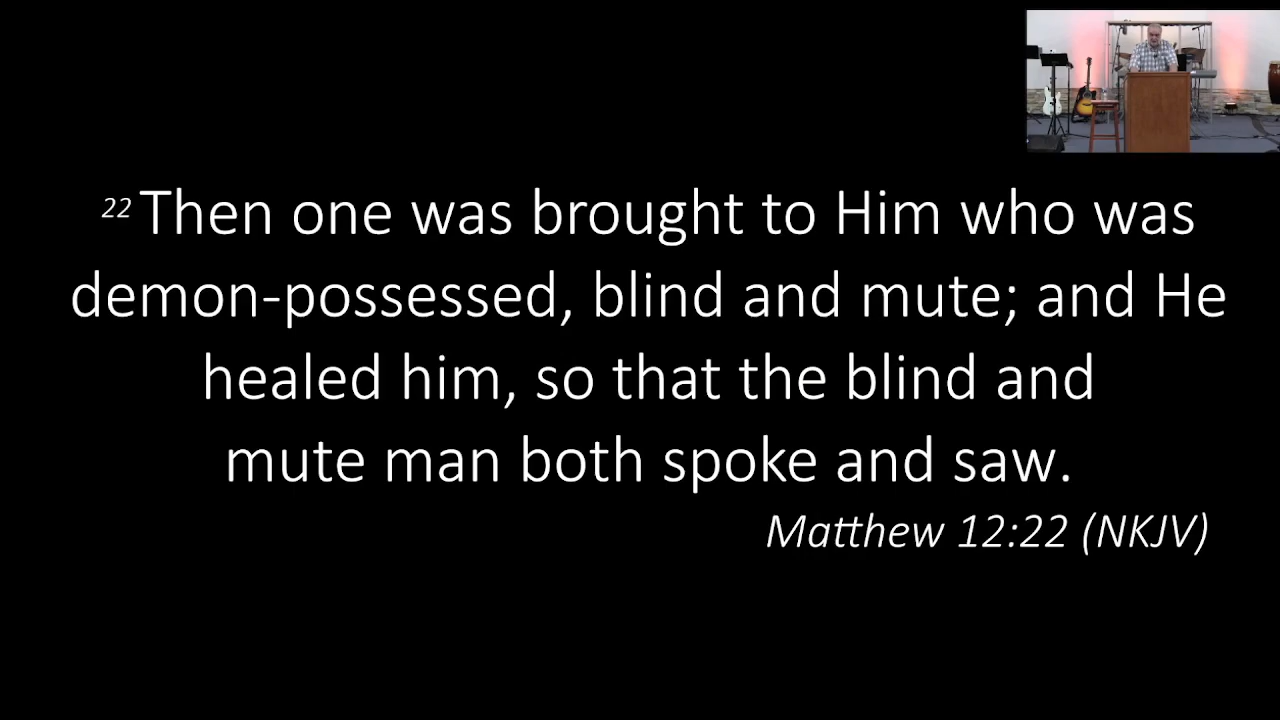 22 Then one was brought to Him who was
demon-possessed, blind and mute; and He
healed him, so that the blind and
mute man both spoke and saw.
Matthew 12:22 (NKJV)